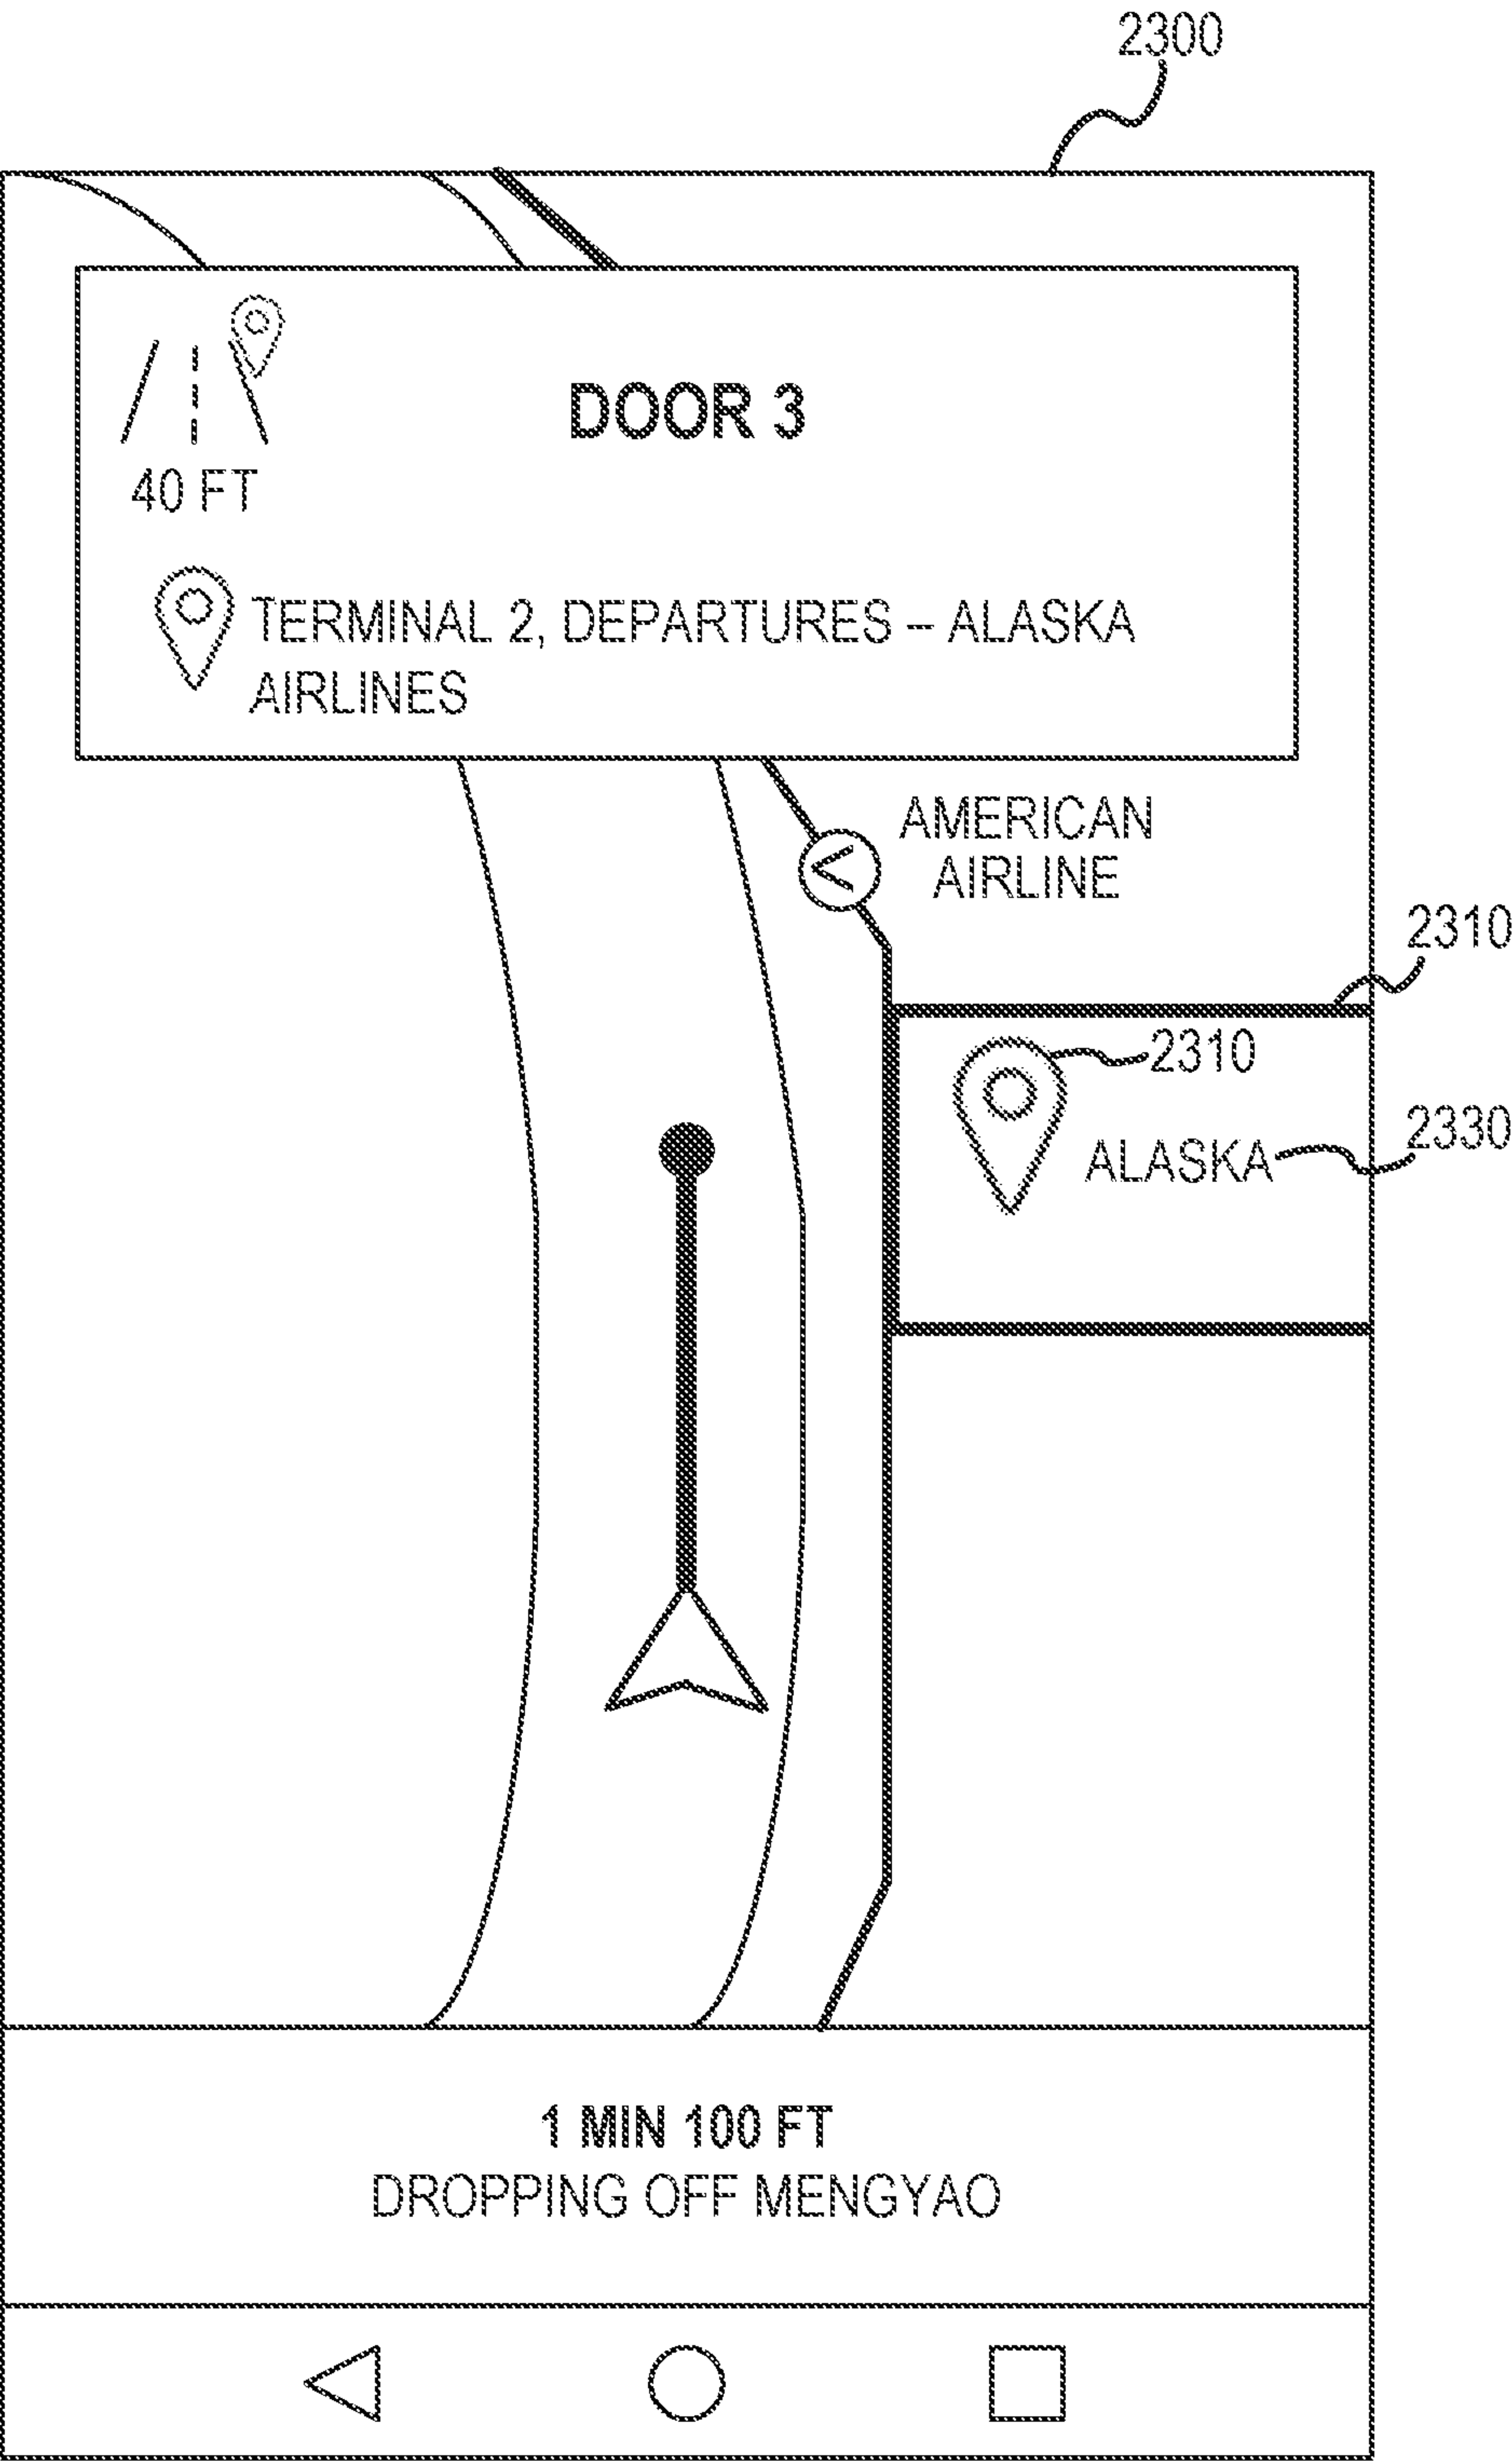 2300
DOOR 3
40 FT
TERMINAL 2, DEPARTURES – ALASKA
AIRLINES
AMERICAN
AIRLINE
2310
2310
ALASKA
2330
1 MIN 100 FT
DROPPING OFF MENGYAO